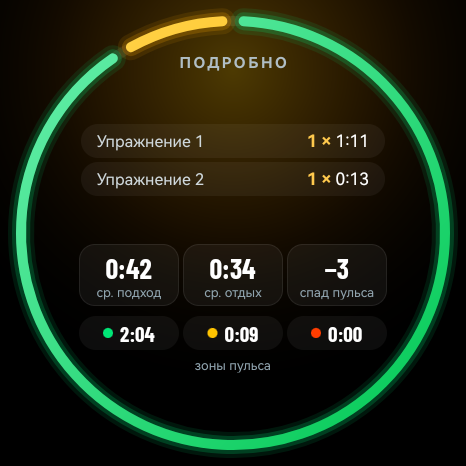 ПОДРОБНО
Упражнение 1 1 × 1:11
Упражнение 2 1 × 0:13
0:42 0:34 –3
ср. подход ср. отдых спад пульса
2:04 0:09 0:00
зоны пульса